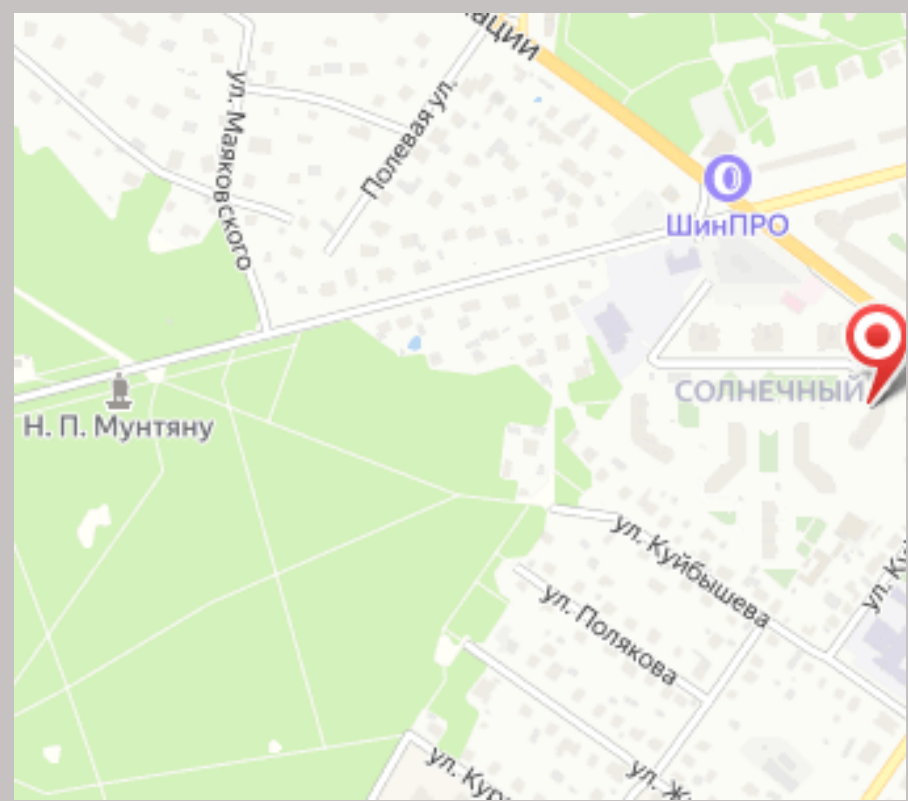 ации
ул. Маяковского
Полевая ул.
ШинПРО
СОЛНЕЧНЫЙ
Н. П. Мунтяну
ул. Куйбышева
ул. Полякова